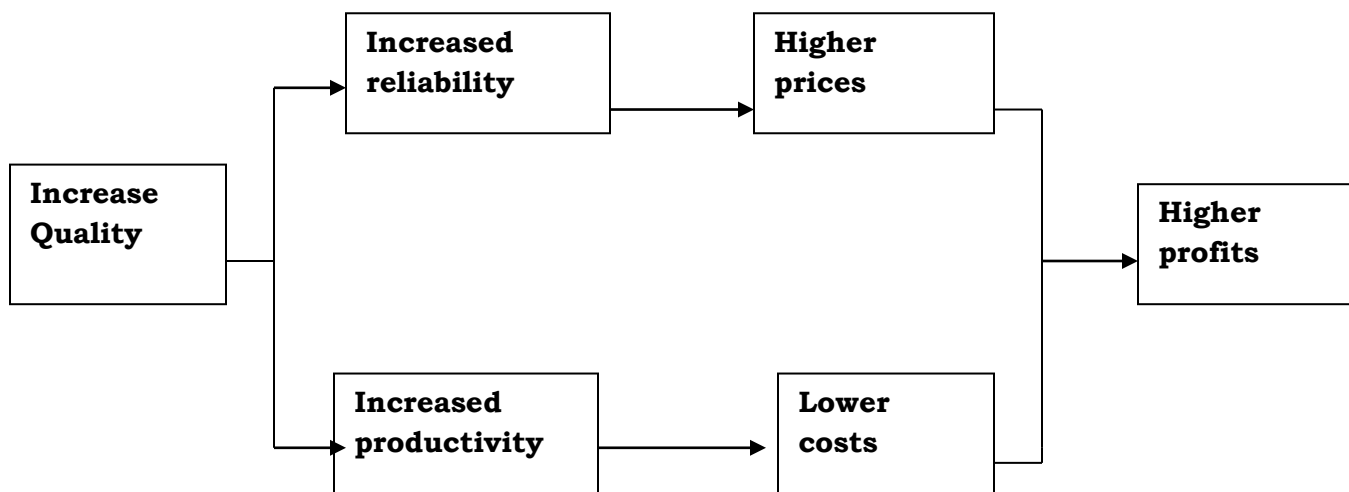 Increased
reliability
Higher
prices
Increase
Quality
Higher
profits
Increased
productivity
Lower
costs